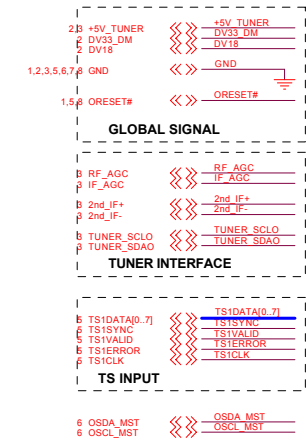 2,3 +5V_TUNER +5V_TUNER
2 DV33_DM DV33_DM
2 DV18 DV18
1,2,3,5,6,7,8 GND GND
1,5,8 ORESET# ORESET#
GLOBAL SIGNAL
3 RF_AGC RF_AGC
3 IF_AGC IF_AGC
3 2nd_IF+ 2nd_IF+
3 2nd_IF- 2nd_IF-
3 TUNER_SCLO TUNER_SCLO
3 TUNER_SDAO TUNER_SDAO
TUNER INTERFACE
5 TS1DATA[0..7] TS1DATA[0..7]
5 TS1SYNC TS1SYNC
5 TS1VALID TS1VALID
5 TS1ERROR TS1ERROR
5 TS1CLK TS1CLK
TS INPUT
6 OSDA_MST OSDA_MST
6 OSCL_MST OSCL_MST